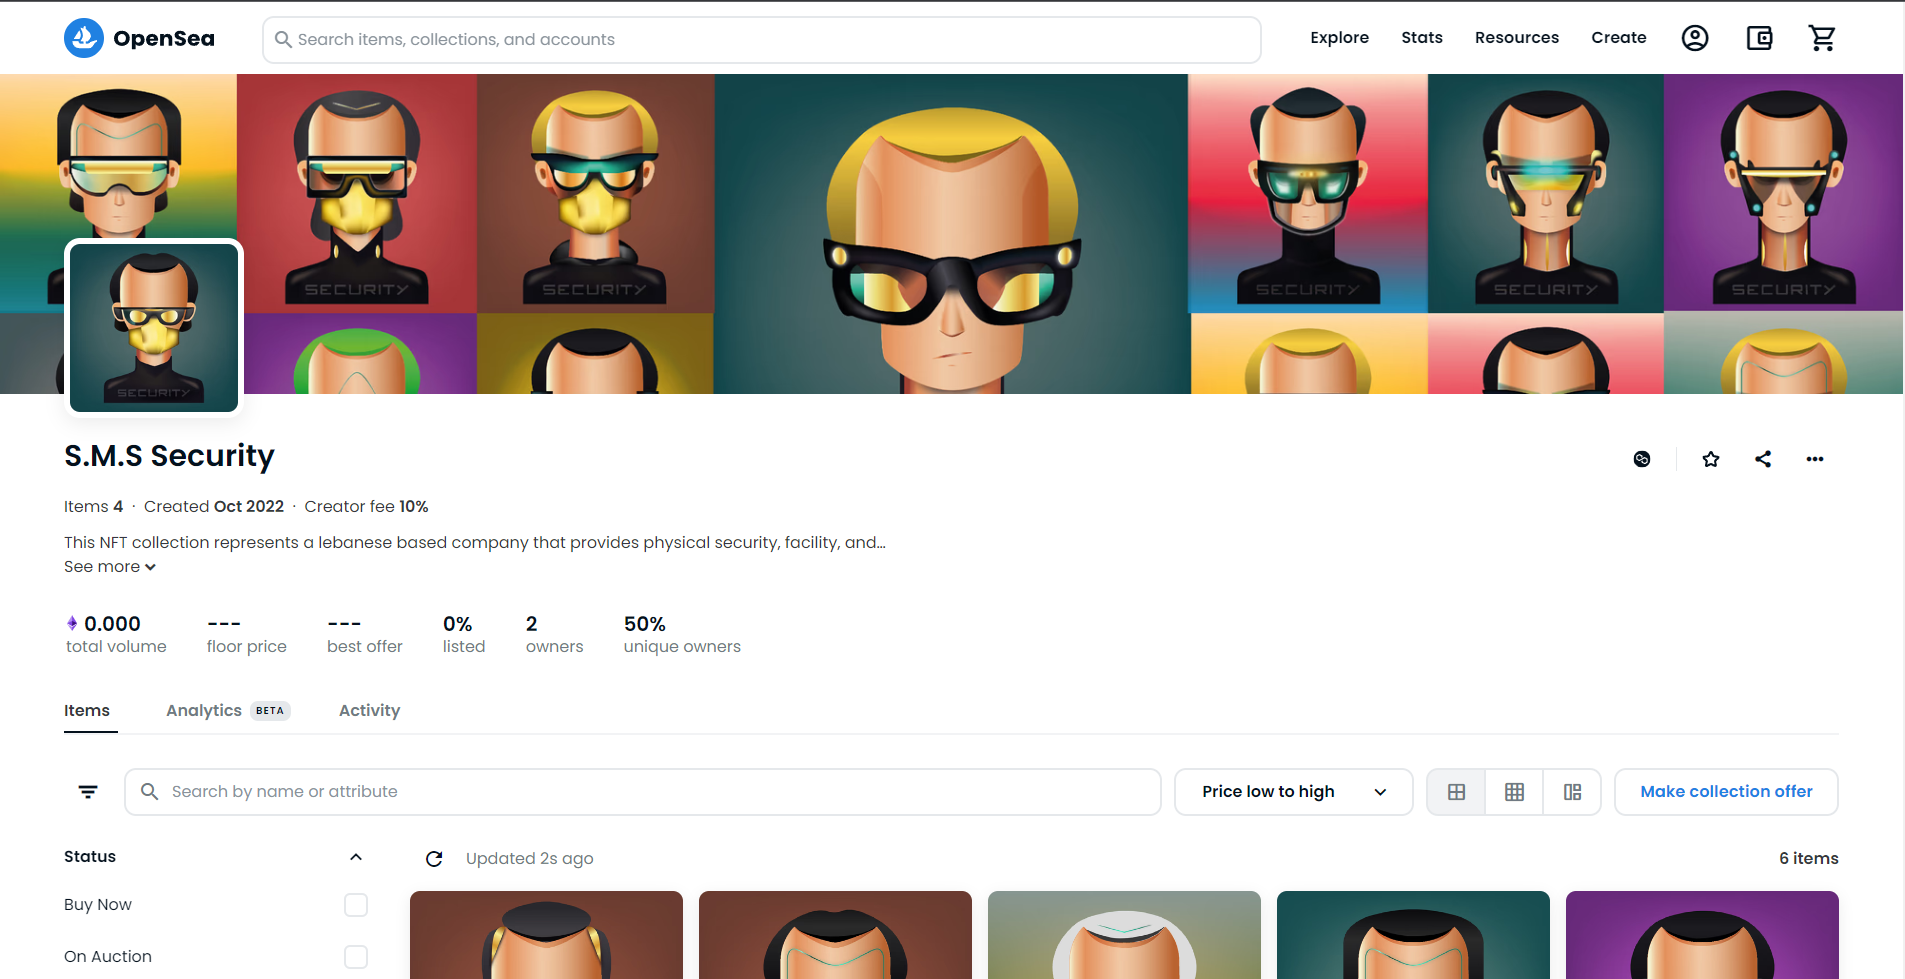 OpenSea
Search items, collections, and accounts
Explore
Stats
Resources
Create
SECURITY
SECURITY
SECURITY
SECURITY
SECURITY
SECURITY
S.M.S Security
Items 4 · Created Oct 2022 · Creator fee 10%
This NFT collection represents a lebanese based company that provides physical security, facility, and...
See more
0.000
total volume
---
floor price
---
best offer
0%
listed
2
owners
50%
unique owners
Items
Analytics BETA
Activity
Search by name or attribute
Price low to high
Make collection offer
Status
Updated 2s ago
6 items
Buy Now
On Auction